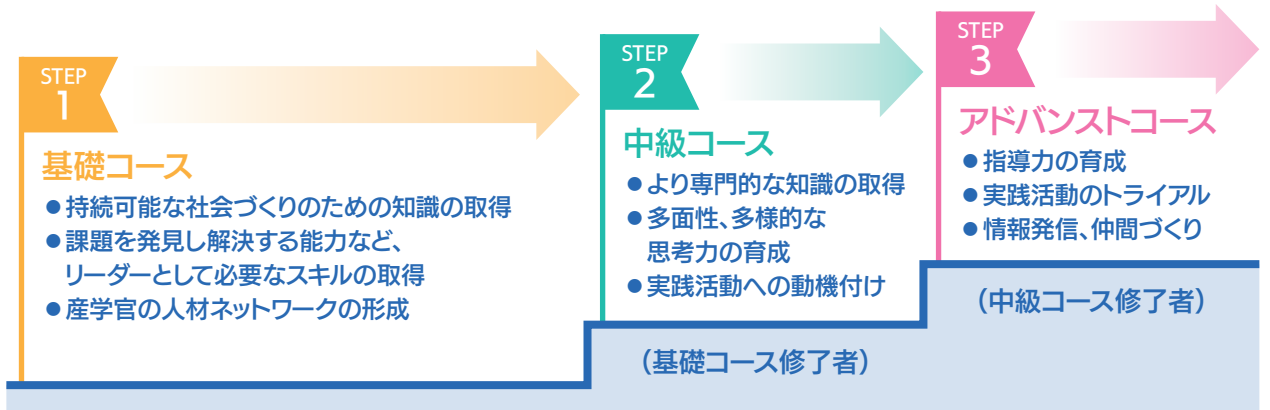 STEP
1
基礎コース
●持続可能な社会づくりのための知識の取得
●課題を発見し解決する能力など、
リーダーとして必要なスキルの取得
●産学官の人材ネットワークの形成
STEP
2
中級コース
●より専門的な知識の取得
●多面性、多様的な
思考力の育成
●実践活動への動機付け
（基礎コース修了者）
STEP
3
アドバンストコース
●指導力の育成
●実践活動のトライアル
●情報発信、仲間づくり
（中級コース修了者）